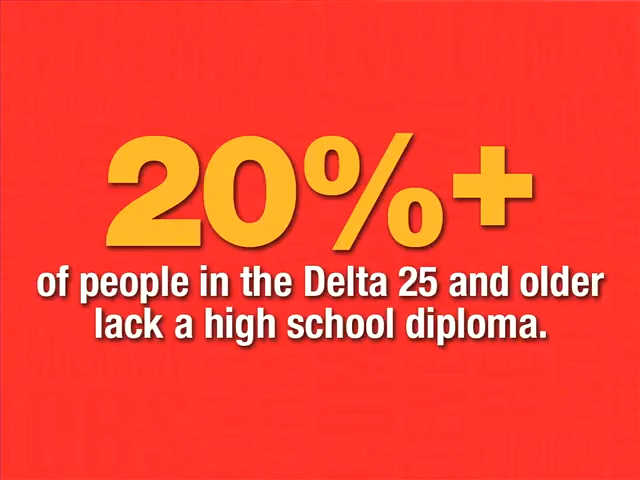 20%+
of people in the Delta 25 and older
lack a high school diploma.